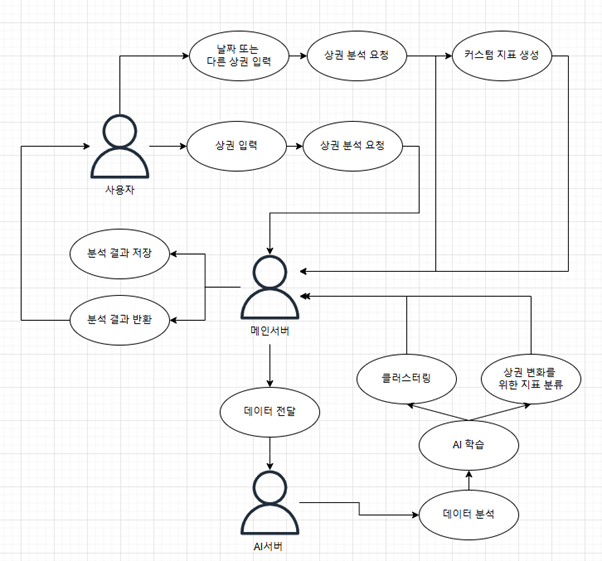 날짜 또는
다른 상권 입력
상권 분석 요청
커스텀 지표 생성
상권 입력
상권 분석 요청
사용자
분석 결과 저장
분석 결과 반환
메인서버
클러스터링
상권 변화를
위한 지표 분류
데이터 전달
AI 학습
데이터 분석
AI서버